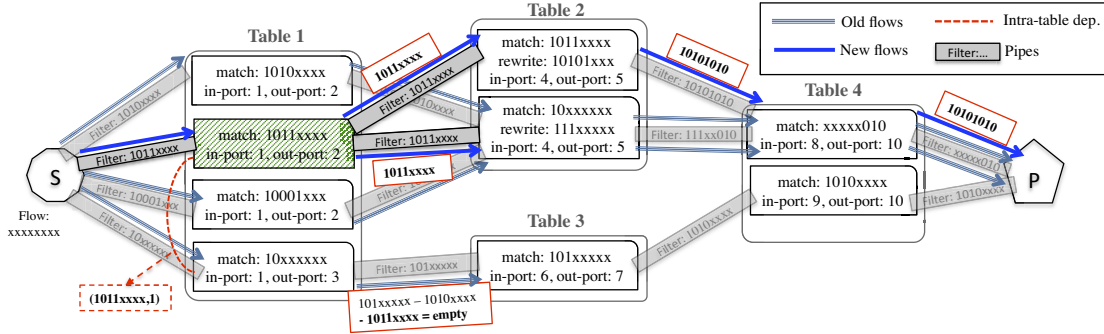 Table 1
Table 2
Table 3
Table 4
Old flows
Intra-table dep.
New flows
Filter:...
Pipes
S
Flow:
xxxxxxxx
Filter: 1010xxxx
Filter: 1011xxxx
Filter: 10001xxx
Filter: 10xxxxxx
(1011xxxx,1)
match: 1010xxxx
in-port: 1, out-port: 2
match: 1011xxxx
in-port: 1, out-port: 2
match: 10001xxx
in-port: 1, out-port: 2
match: 10xxxxxx
in-port: 1, out-port: 3
1011xxxx
Filter: 1011xxxx
Filter: 1011xxxx
1011xxxx
Filter: 101xxxxx
101xxxxx – 1010xxxx
- 1011xxxx = empty
match: 1011xxxx
rewrite: 10101xxx
in-port: 4, out-port: 5
match: 10xxxxxx
rewrite: 111xxxxx
in-port: 4, out-port: 5
match: 101xxxxx
in-port: 6, out-port: 7
10101010
Filter: 10101010
Filter: 111xx010
Filter: 1010xxxx
match: xxxxx010
in-port: 8, out-port: 10
match: 1010xxxx
in-port: 9, out-port: 10
10101010
Filter: xxxxx010
Filter: 1010xxxx
P